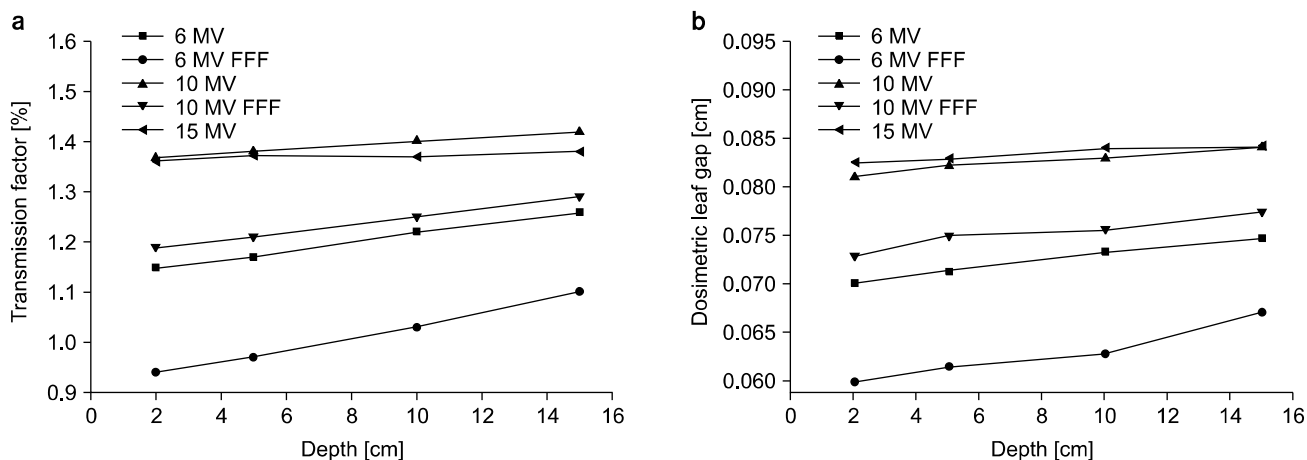 a
1.6
1.5
1.4
1.3
1.2
1.1
1.0
0.9
Transmission factor [%]
6 MV
6 MV FFF
10 MV
10 MV FFF
15 MV
0 2 4 6 8 10 12 14 16
Depth [cm]
b
0.095
0.090
0.085
0.080
0.075
0.070
0.065
0.060
Dosimetric leaf gap [cm]
6 MV
6 MV FFF
10 MV
10 MV FFF
15 MV
0 2 4 6 8 10 12 14 16
Depth [cm]